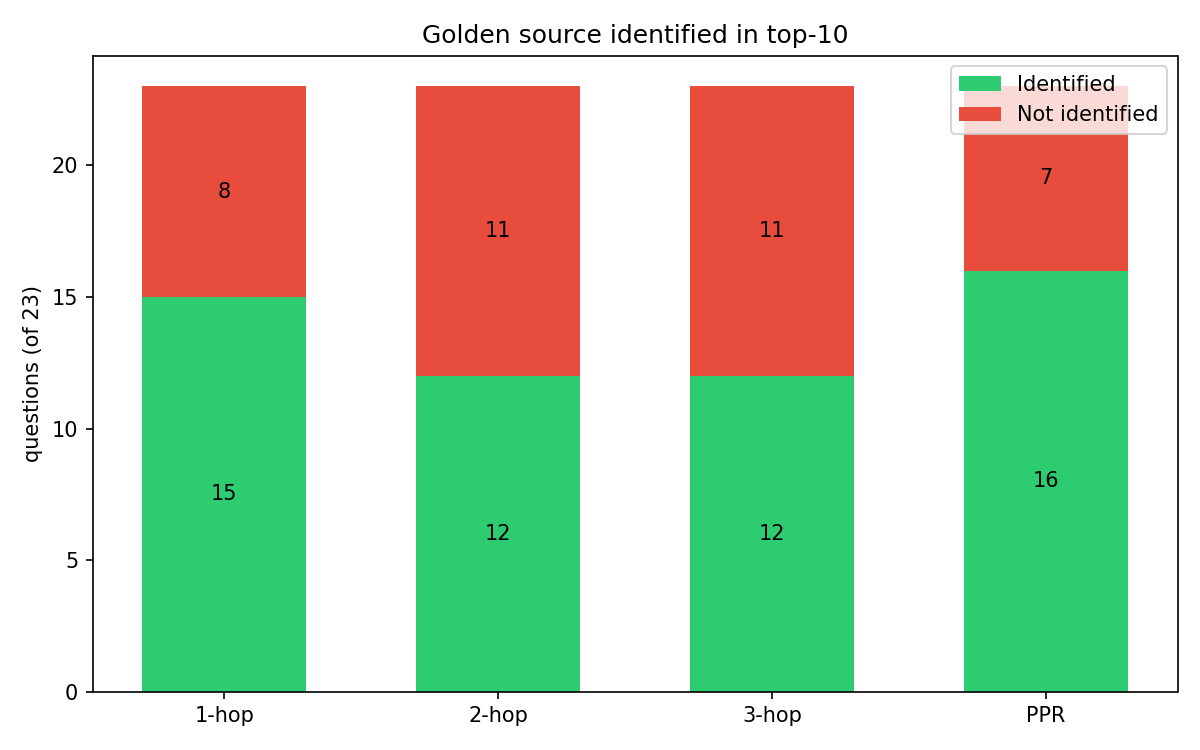 Golden source identified in top-10
Identified
Not identified
questions (of 23)
20
15
10
5
0
8
11
11
7
15
12
12
16
1-hop
2-hop
3-hop
PPR